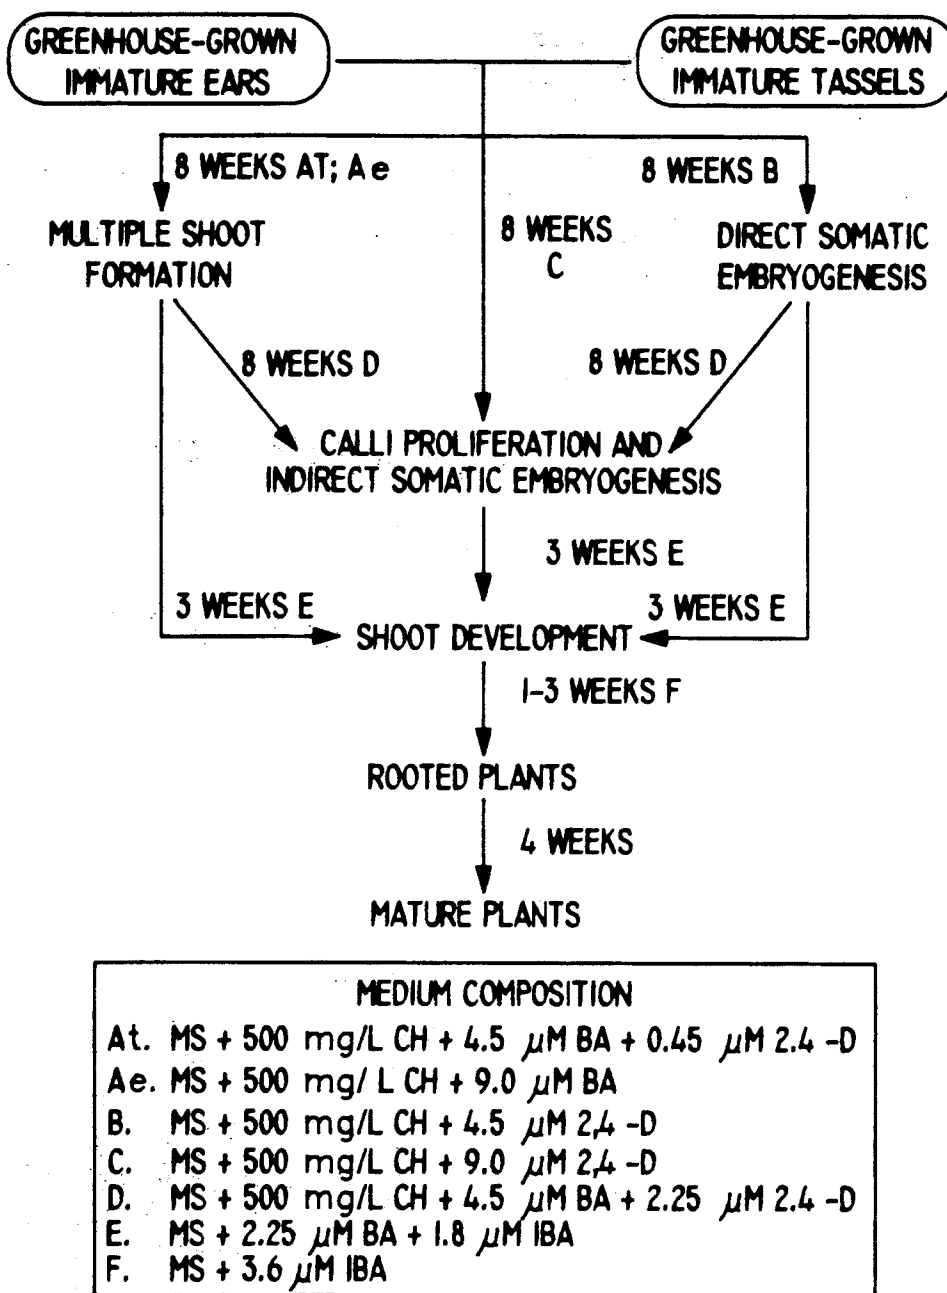 GREENHOUSE-GROWN
IMMATURE EARS
GREENHOUSE-GROWN
IMMATURE TASSELS
8 WEEKS AT; Ae
8 WEEKS B
MULTIPLE SHOOT
FORMATION
8 WEEKS
C
DIRECT SOMATIC
EMBRYOGENESIS
8 WEEKS D
8 WEEKS D
CALLI PROLIFERATION AND
INDIRECT SOMATIC EMBRYOGENESIS
3 WEEKS E
3 WEEKS E
3 WEEKS E
SHOOT DEVELOPMENT
1-3 WEEKS F
ROOTED PLANTS
4 WEEKS
MATURE PLANTS
MEDIUM COMPOSITION
At. MS + 500 mg/L CH + 4.5 µM BA + 0.45 µM 2.4 -D
Ae. MS + 500 mg/ L CH + 9.0 µM BA
B. MS + 500 mg/L CH + 4.5 µM 2,4 -D
C. MS + 500 mg/L CH + 9.0 µM 2,4 -D
D. MS + 500 mg/L CH + 4.5 µM BA + 2.25 µM 2.4 -D
E. MS + 2.25 µM BA + 1.8 µM IBA
F. MS + 3.6 µM IBA